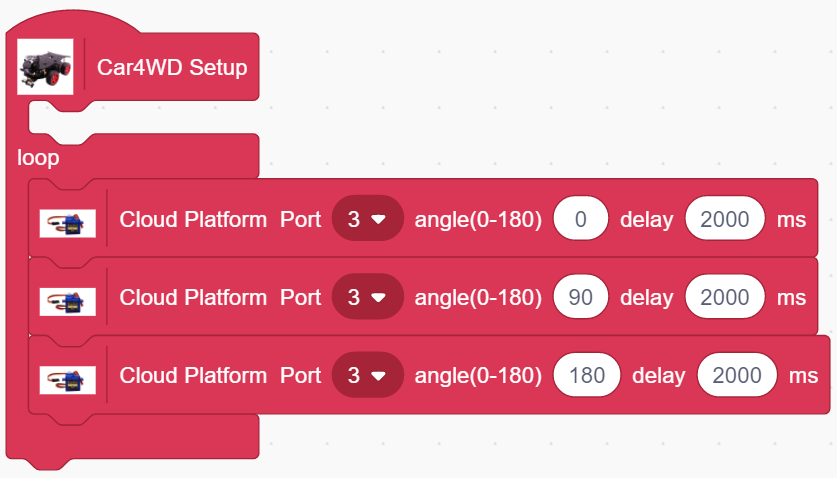 Car4WD Setup
loop
Cloud Platform Port 3 angle(0-180) 0 delay 2000 ms
Cloud Platform Port 3 angle(0-180) 90 delay 2000 ms
Cloud Platform Port 3 angle(0-180) 180 delay 2000 ms